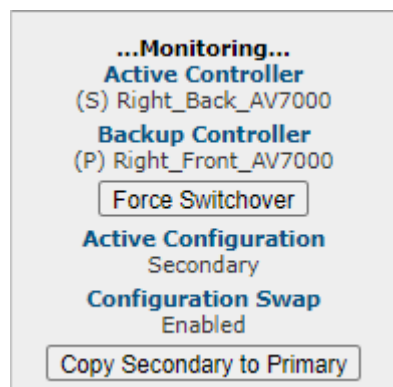 ...Monitoring...
Active Controller
(S) Right_Back_AV7000
Backup Controller
(P) Right_Front_AV7000
Force Switchover
Active Configuration
Secondary
Configuration Swap
Enabled
Copy Secondary to Primary